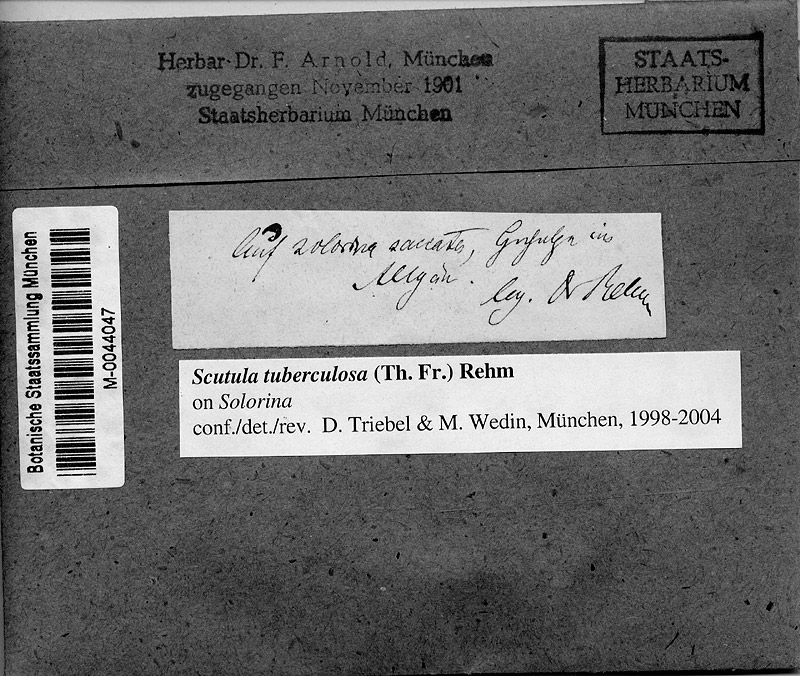 Herbar Dr. F. Arnold, München
zugegangen November 1901
Staatsherbarium München
STAATS-
HERBARIUM
MÜNCHEN
Botanische Staatssammlung München
M-0044047
Auf Solorina saccata, in
Allgäu. leg. Dr Rehm
Scutula tuberculosa (Th. Fr.) Rehm
on Solorina
conf./det./rev. D. Triebel & M. Wedin, München, 1998-2004